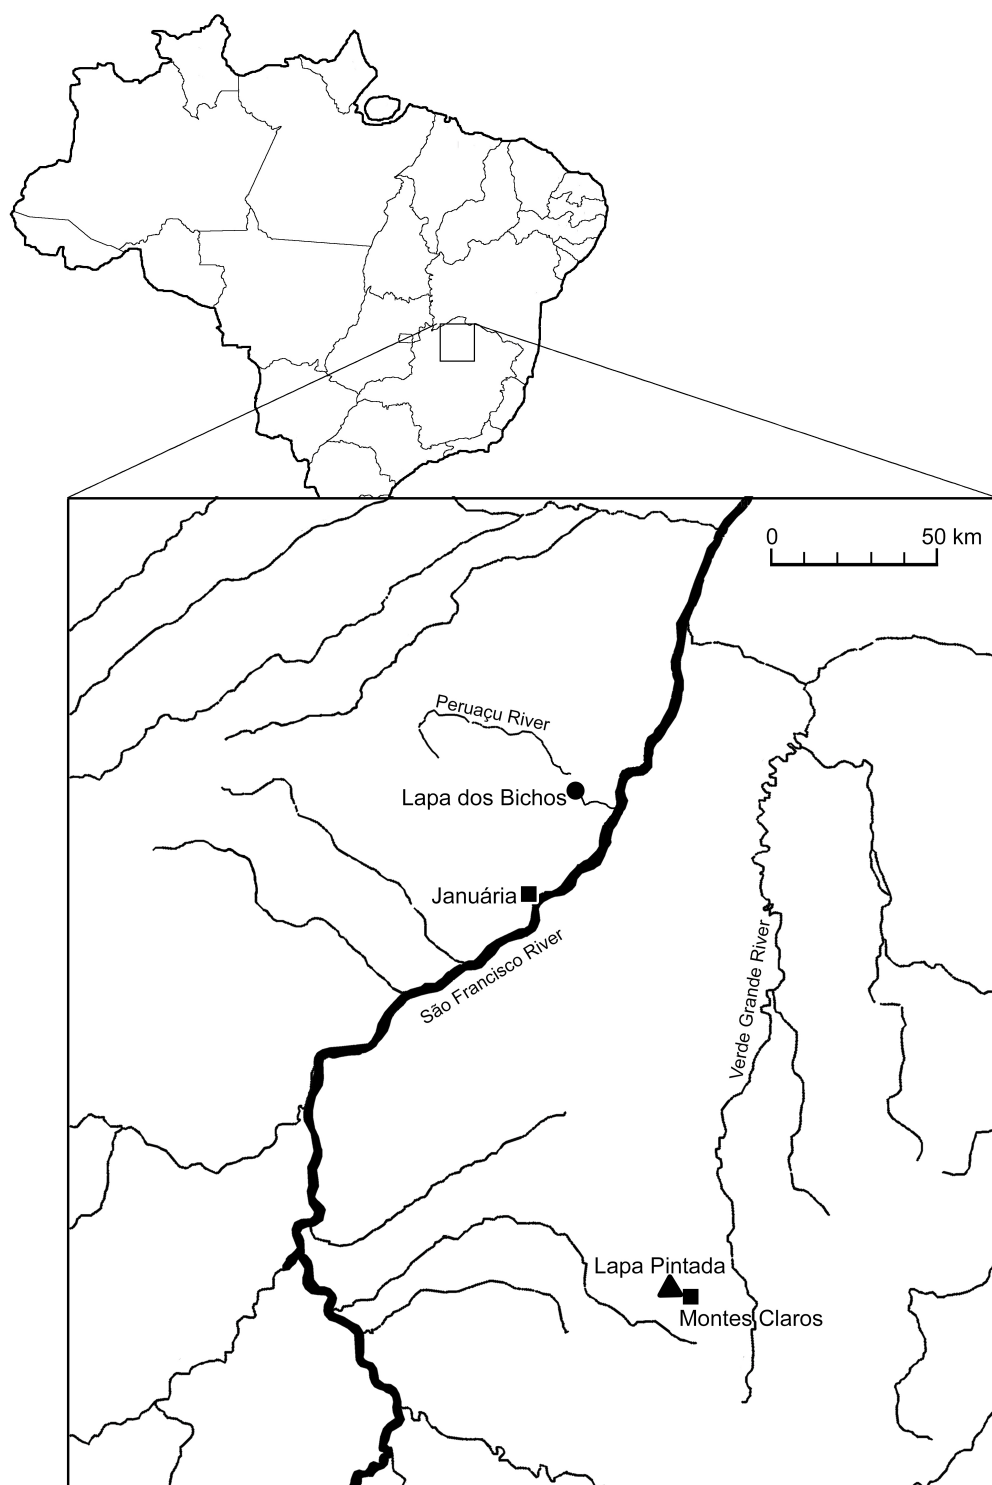 0 50 km
Peruaçu River
Lapa dos Bichos
Januária
São Francisco River
Verde Grande River
Lapa Pintada
Montes Claros